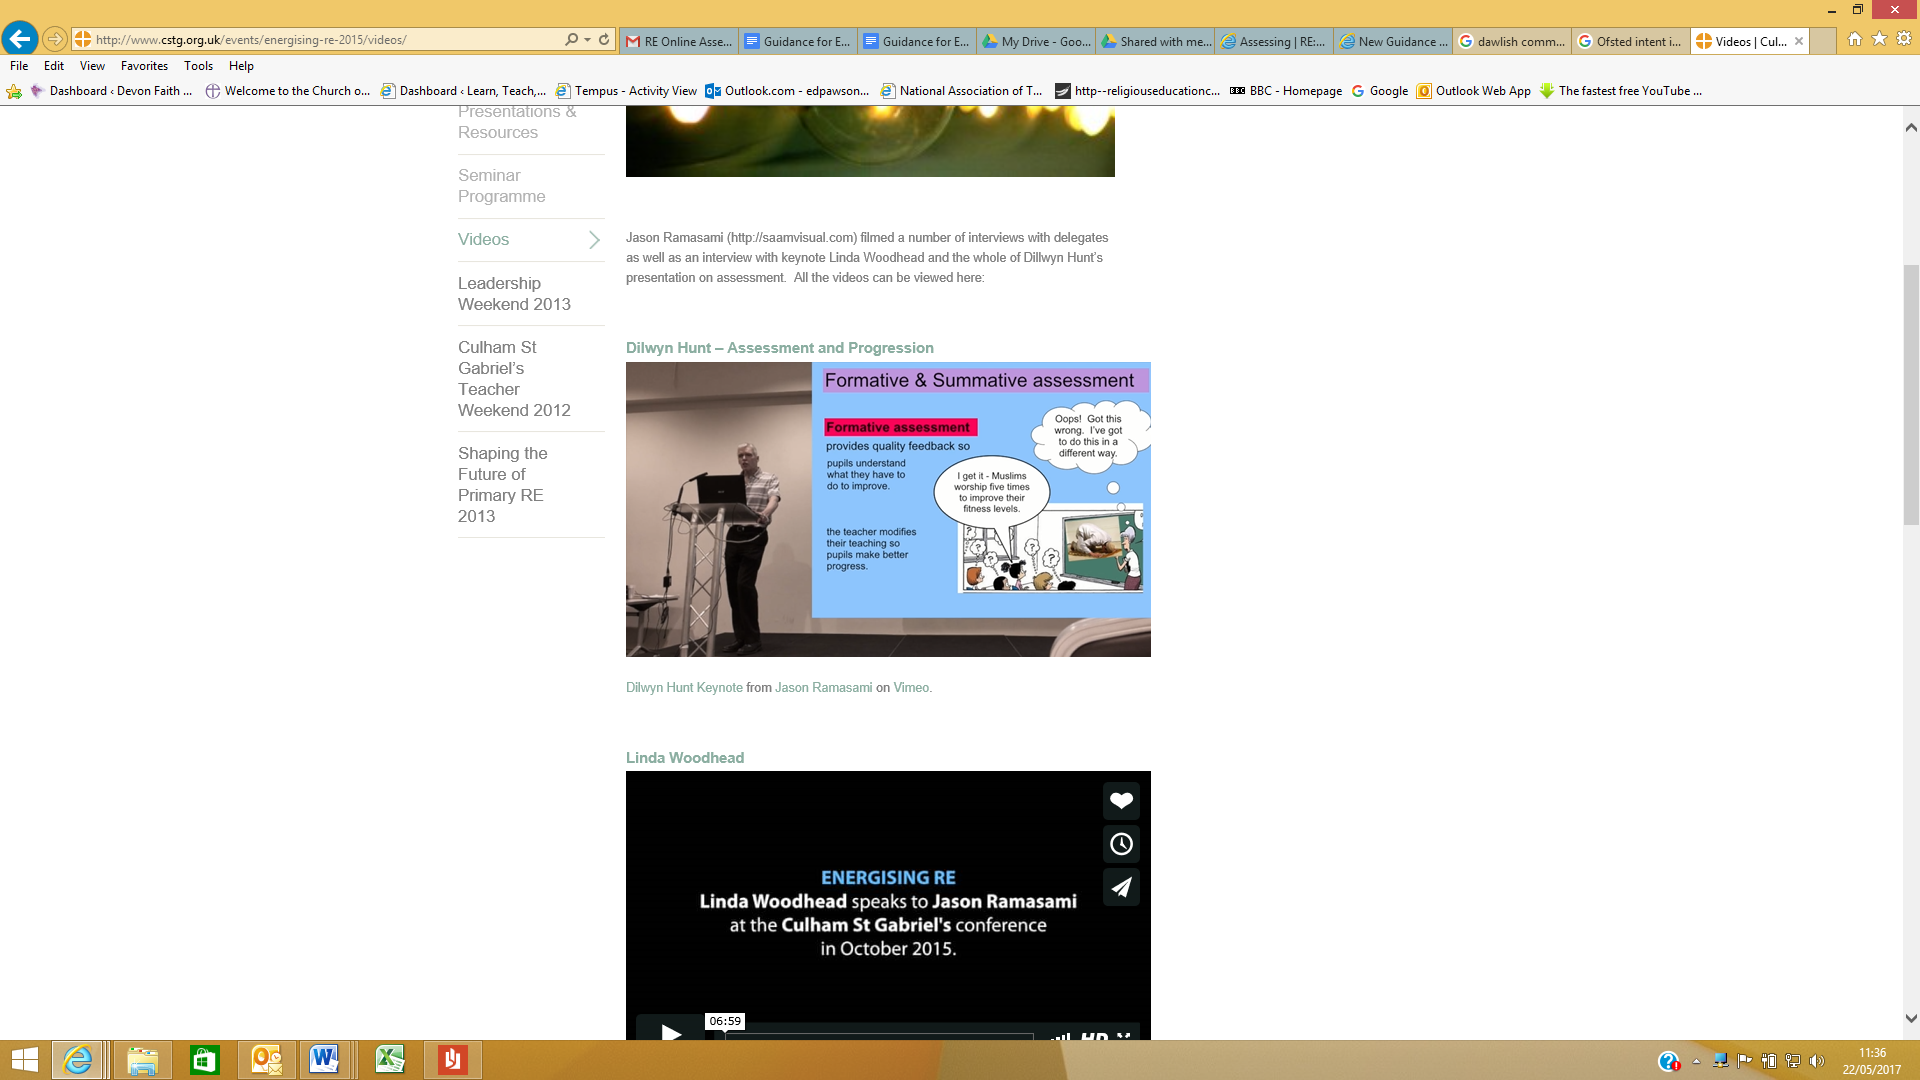 http://www.cstg.org.uk/events/energising-re-2015/videos/
RE Online Asse...
Guidance for E...
Guidance for E...
My Drive - Goo...
Shared with me...
Assessing | RE:...
New Guidance ...
dawlish comm...
Ofsted intent i...
Videos | Cul...
File Edit View Favorites Tools Help
Dashboard ‹ Devon Faith ...
Welcome to the Church o...
Dashboard ‹ Learn, Teach,...
Tempus - Activity View
Outlook.com - edpawson...
National Association of T...
http--religiouseducationc...
BBC - Homepage
Google
Outlook Web App
The fastest free YouTube ...
Presentations &
Resources
Seminar
Programme
Videos
Leadership
Weekend 2013
Culham St
Gabriel's
Teacher
Weekend 2012
Shaping the
Future of
Primary RE
2013
Jason Ramasami (http://saamvisual.com) filmed a number of interviews with delegates
as well as an interview with keynote Linda Woodhead and the whole of Dillwyn Hunt's
presentation on assessment.  All the videos can be viewed here:
Dilwyn Hunt – Assessment and Progression
Formative & Summative assessment
Formative assessment
provides quality feedback so
pupils understand
what they have to
do to improve.
the teacher modifies
their teaching so
pupils make better
progress.
Oops!  Got this
wrong.  I've got
to do this in a
different way.
I get it - Muslims
worship five times
to improve their
fitness levels.
? ? ? ?
Dilwyn Hunt Keynote from Jason Ramasami on Vimeo.
Linda Woodhead
ENERGISING RE
Linda Woodhead speaks to Jason Ramasami
at the Culham St Gabriel's conference
in October 2015.
06:59
HD
11:36
22/05/2017